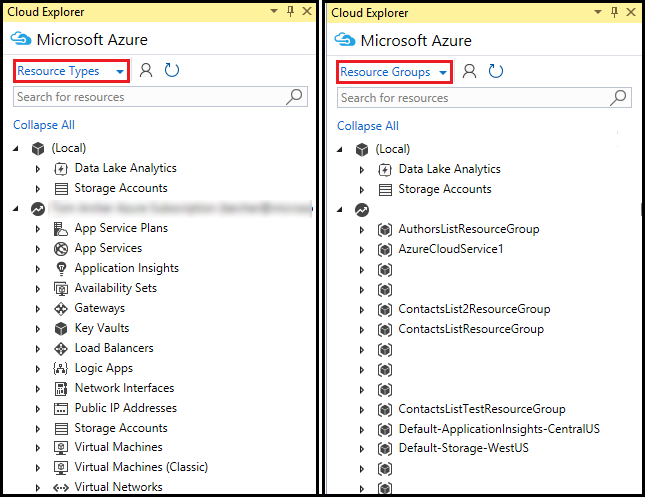 Cloud Explorer
Microsoft Azure
Resource Types
Search for resources
Collapse All
(Local)
Data Lake Analytics
Storage Accounts
App Service Plans
App Services
Application Insights
Availability Sets
Gateways
Key Vaults
Load Balancers
Logic Apps
Network Interfaces
Public IP Addresses
Storage Accounts
Virtual Machines
Virtual Machines (Classic)
Virtual Networks
Cloud Explorer
Microsoft Azure
Resource Groups
Search for resources
Collapse All
(Local)
Data Lake Analytics
Storage Accounts
AuthorsListResourceGroup
AzureCloudService1
ContactsList2ResourceGroup
ContactsListResourceGroup
ContactsListTestResourceGroup
Default-ApplicationInsights-CentralUS
Default-Storage-WestUS